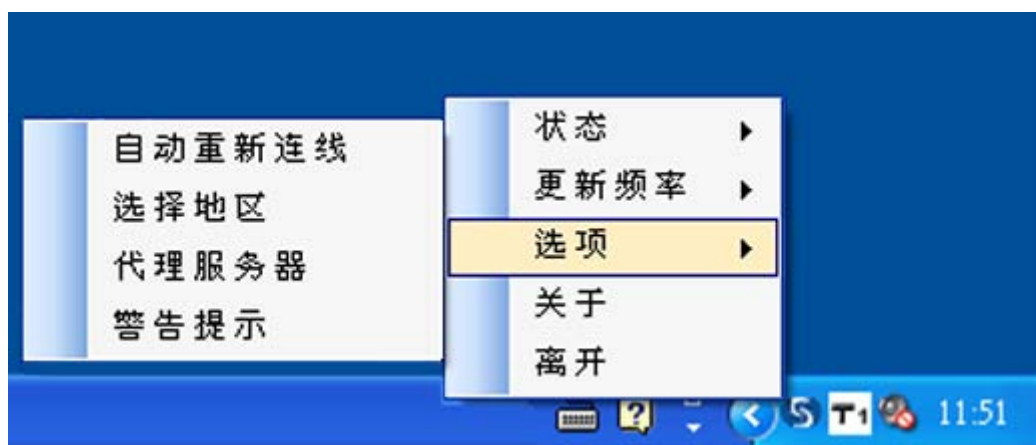 自动重新连线
选择地区
代理服务器
警告提示
状态
更新频率
选项
关于
离开
?
S
T1
11:51